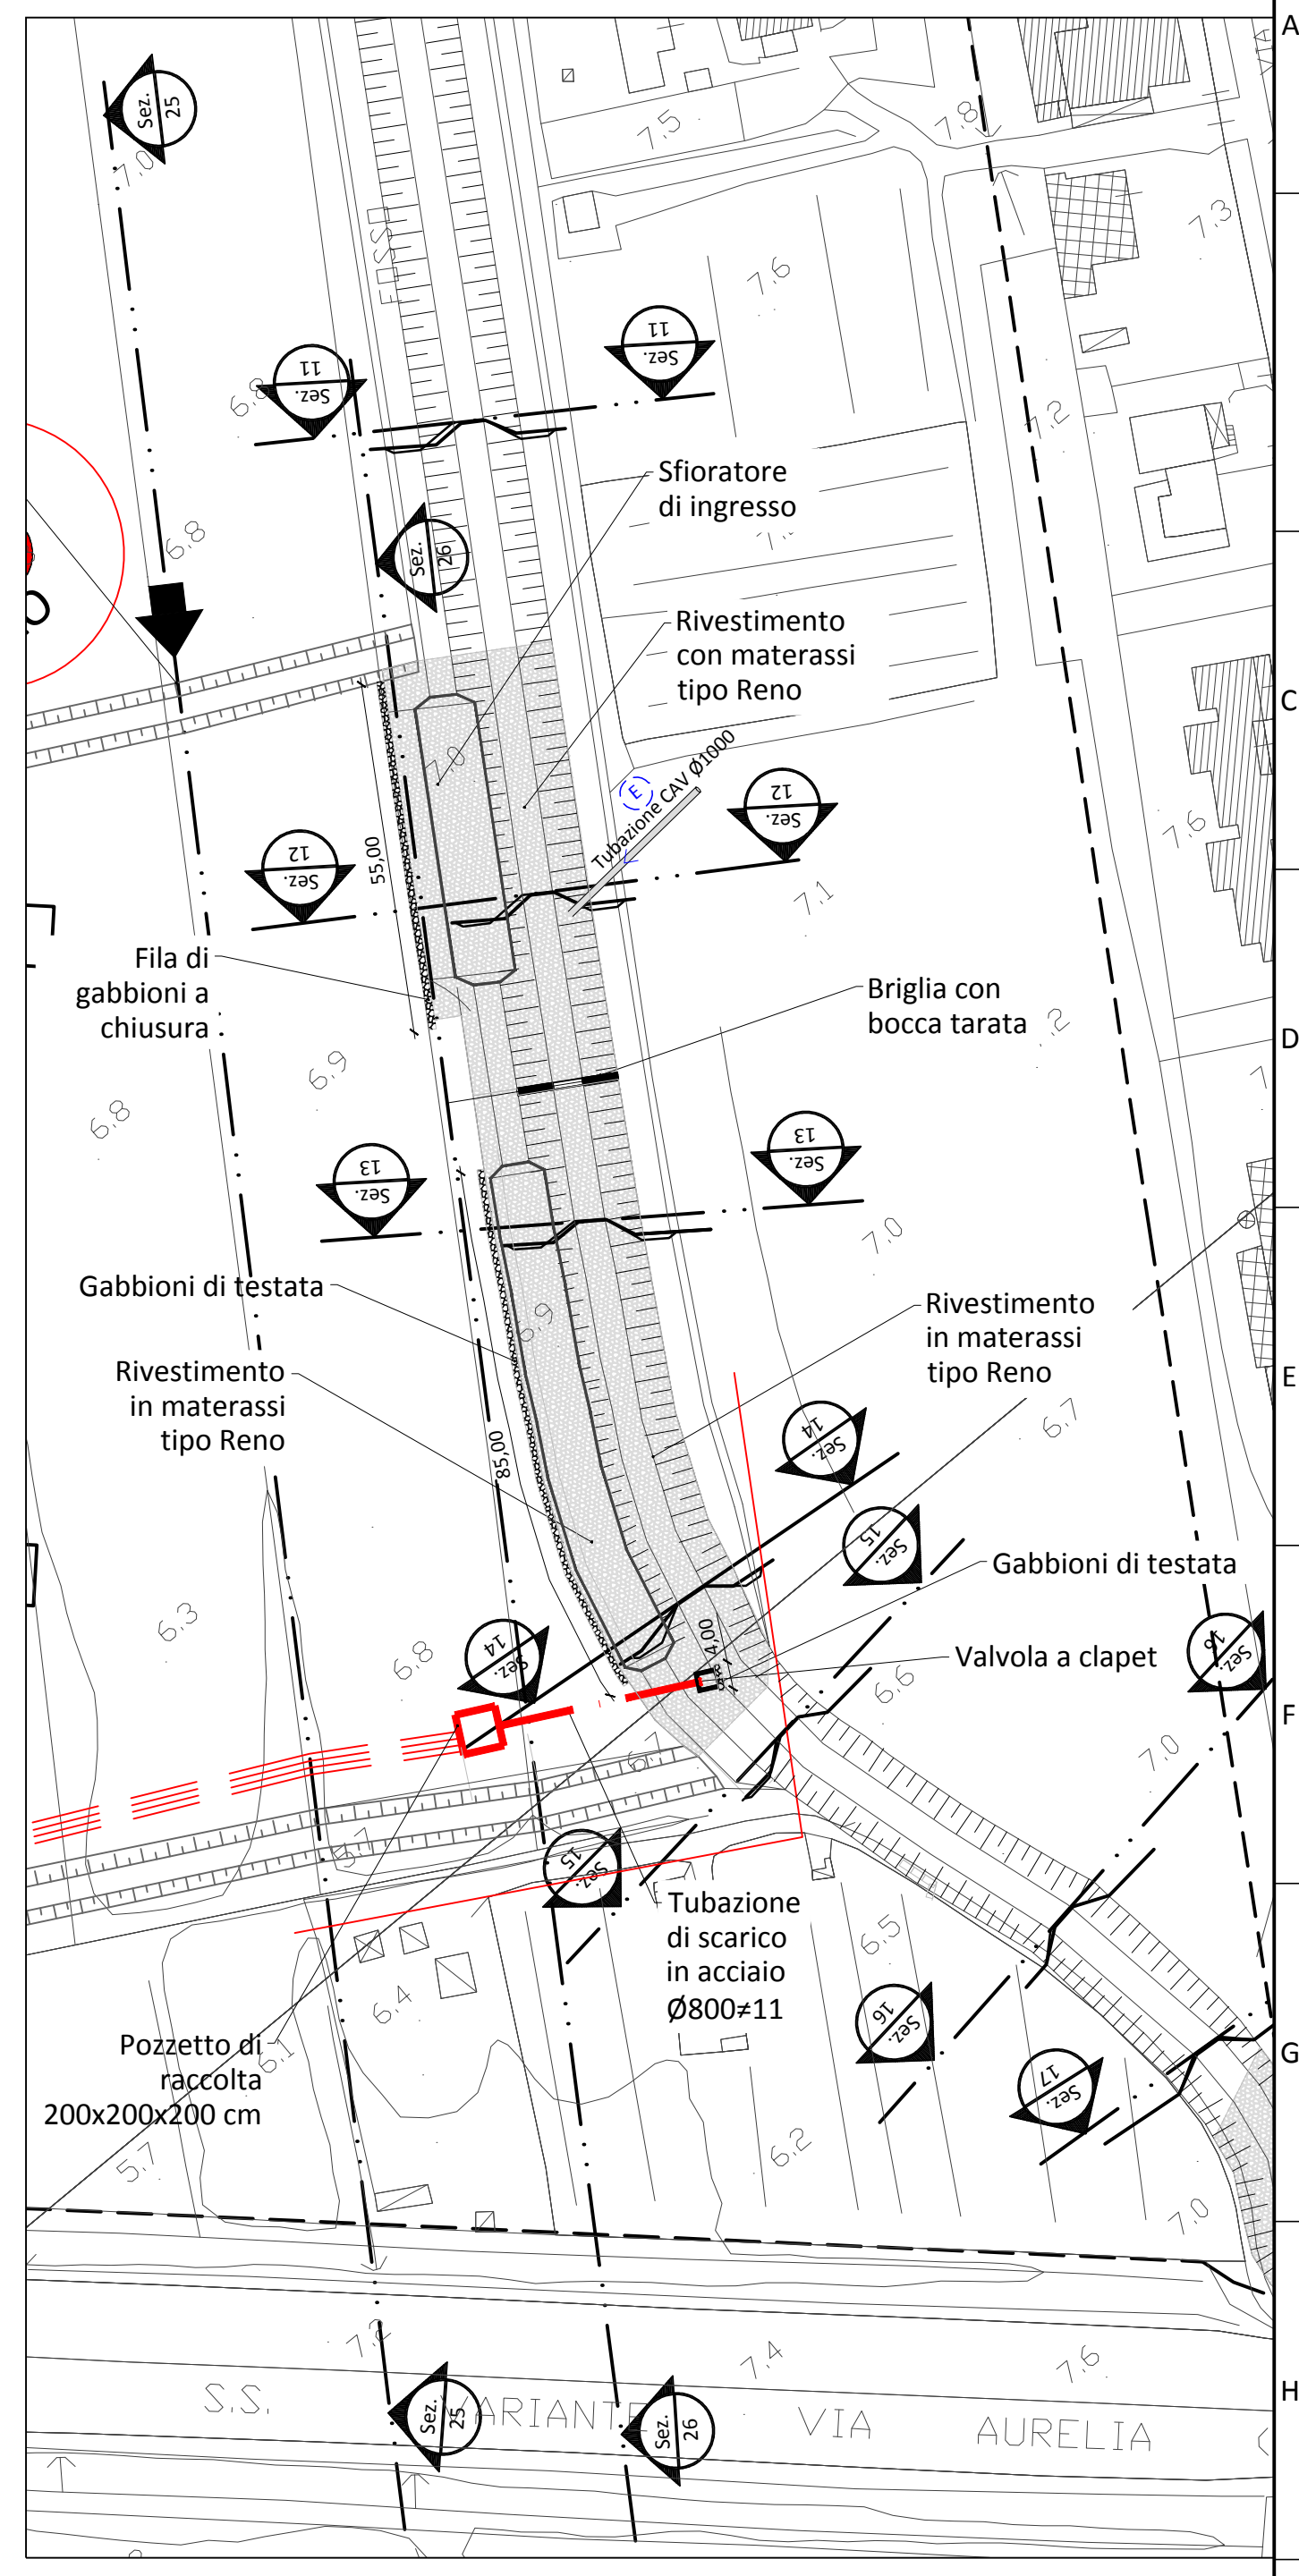 A
Sez.
25
7.0
7.5
7.8
7.3
FOSSI
7.6
11
Sez.
11
Sez.
6.8
7.2
Sfioratore
di ingresso
6.8
Sez.
26
Rivestimento
con materassi
tipo Reno
C
7.0
E
Tubazione CAV Ø1000
12
Sez.
12
Sez.
55,00
7.6
7.1
Fila di
gabbioni a
chiusura
Briglia con
bocca tarata
D
6.9
6.8
13
Sez.
13
Sez.
7.0
Gabbioni di testata
6.9
Rivestimento
in materassi
tipo Reno
Rivestimento
in materassi
tipo Reno
E
6.7
85,00
14
Sez.
15
Sez.
Gabbioni di testata
6.3
6.8
14
Sez.
4,00
Valvola a clapet
16
Sez.
6.6
F
6.7
7.0
5.7
15
Sez.
Tubazione
di scarico
in acciaio
Ø800≠11
6.5
6.4
16
Sez.
Pozzetto di
raccolta
200x200x200 cm
6.1
G
17
Sez.
5.7
6.2
7.0
7.2
7.4
7.6
H
S.S. VARIANTE VIA AURELIA
Sez.
25
Sez.
26